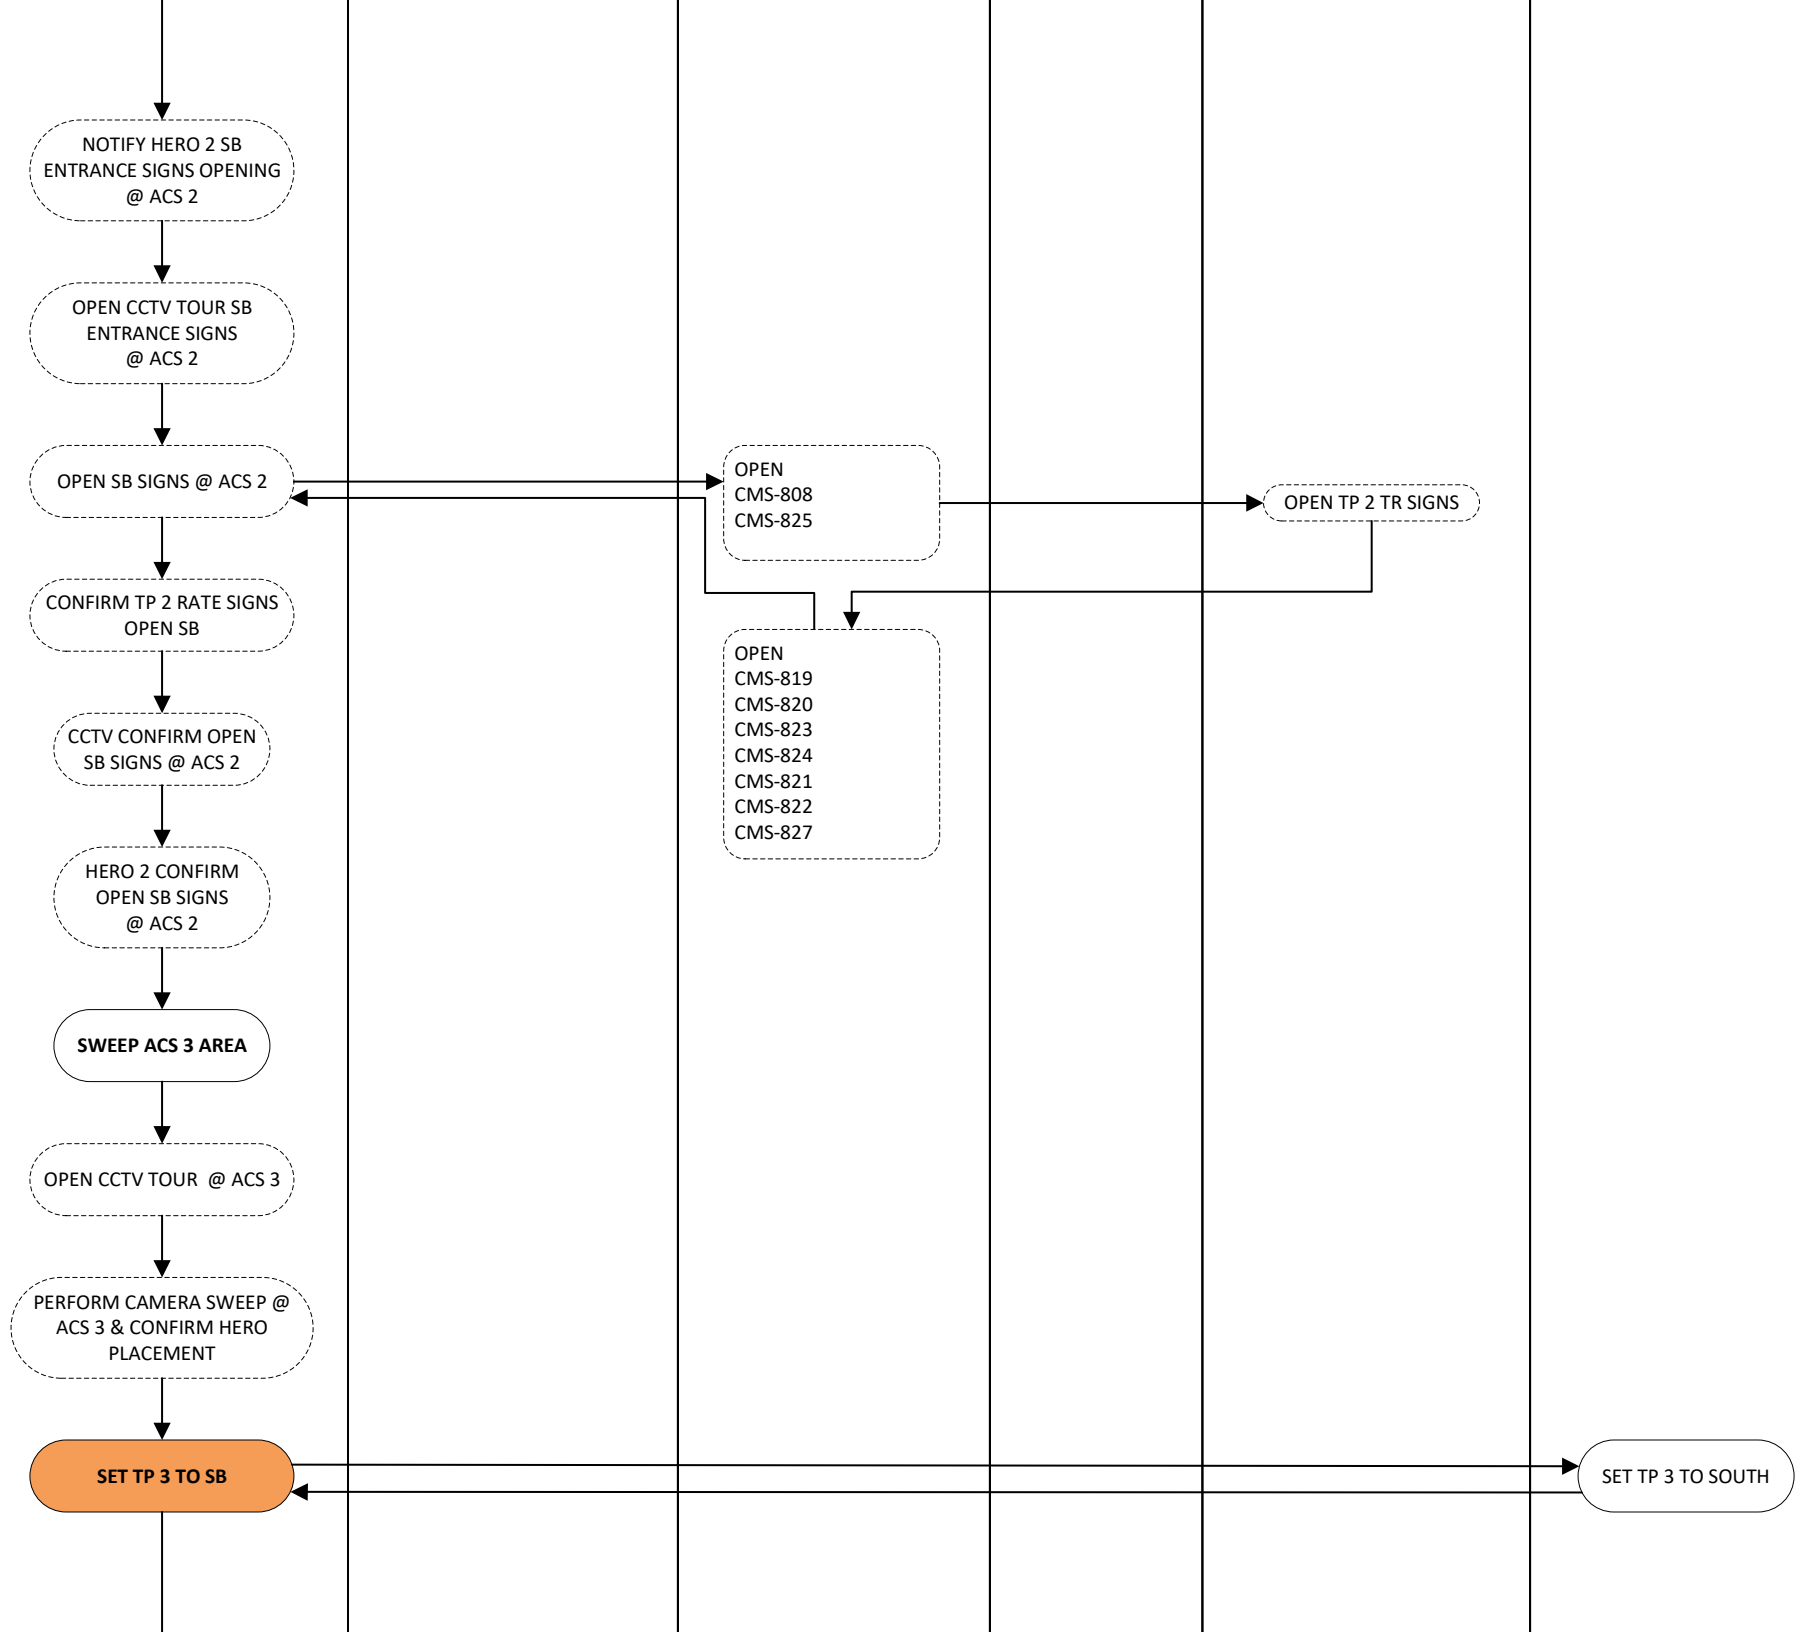 NOTIFY HERO 2 SB
ENTRANCE SIGNS OPENING
@ ACS 2
OPEN CCTV TOUR SB
ENTRANCE SIGNS
@ ACS 2
OPEN SB SIGNS @ ACS 2
OPEN
CMS-808
CMS-825
OPEN TP 2 TR SIGNS
CONFIRM TP 2 RATE SIGNS
OPEN SB
OPEN
CMS-819
CMS-820
CMS-823
CMS-824
CMS-821
CMS-822
CMS-827
CCTV CONFIRM OPEN
SB SIGNS @ ACS 2
HERO 2 CONFIRM
OPEN SB SIGNS
@ ACS 2
SWEEP ACS 3 AREA
OPEN CCTV TOUR  @ ACS 3
PERFORM CAMERA SWEEP @
ACS 3 & CONFIRM HERO
PLACEMENT
SET TP 3 TO SB
SET TP 3 TO SOUTH